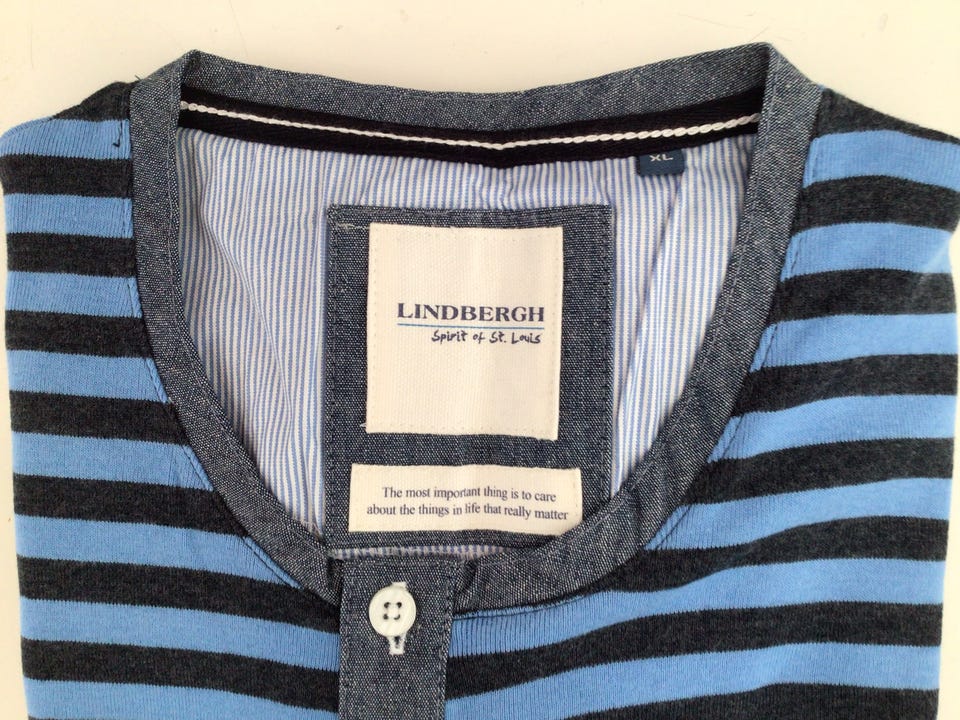 XL
LINDBERGH
Spirit of St. Louis
The most important thing is to care
about the things in life that really matter